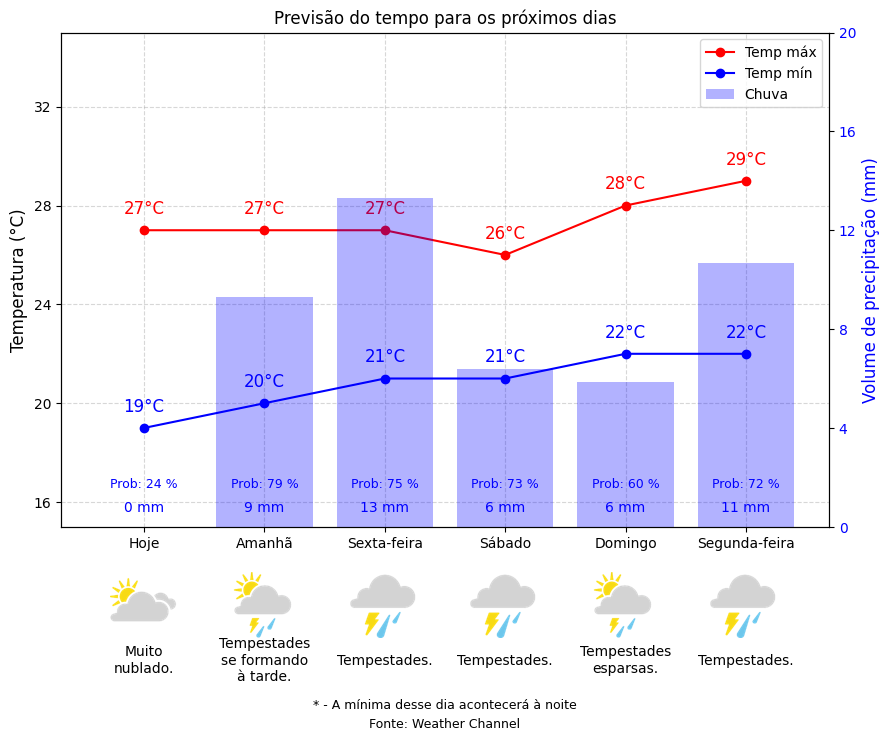 Previsão do tempo para os próximos dias
Temp máx
Temp mín
Chuva
Temperatura (°C)
Volume de precipitação (mm)
32
28
24
20
16
20
16
12
8
4
0
27°C
27°C
27°C
26°C
28°C
29°C
19°C
20°C
21°C
21°C
22°C
22°C
Prob: 24 %
Prob: 79 %
Prob: 75 %
Prob: 73 %
Prob: 60 %
Prob: 72 %
0 mm
9 mm
13 mm
6 mm
6 mm
11 mm
Hoje
Amanhã
Sexta-feira
Sábado
Domingo
Segunda-feira
Muito
nublado.
Tempestades
se formando
à tarde.
Tempestades.
Tempestades.
Tempestades
esparsas.
Tempestades.
* - A mínima desse dia acontecerá à noite
Fonte: Weather Channel